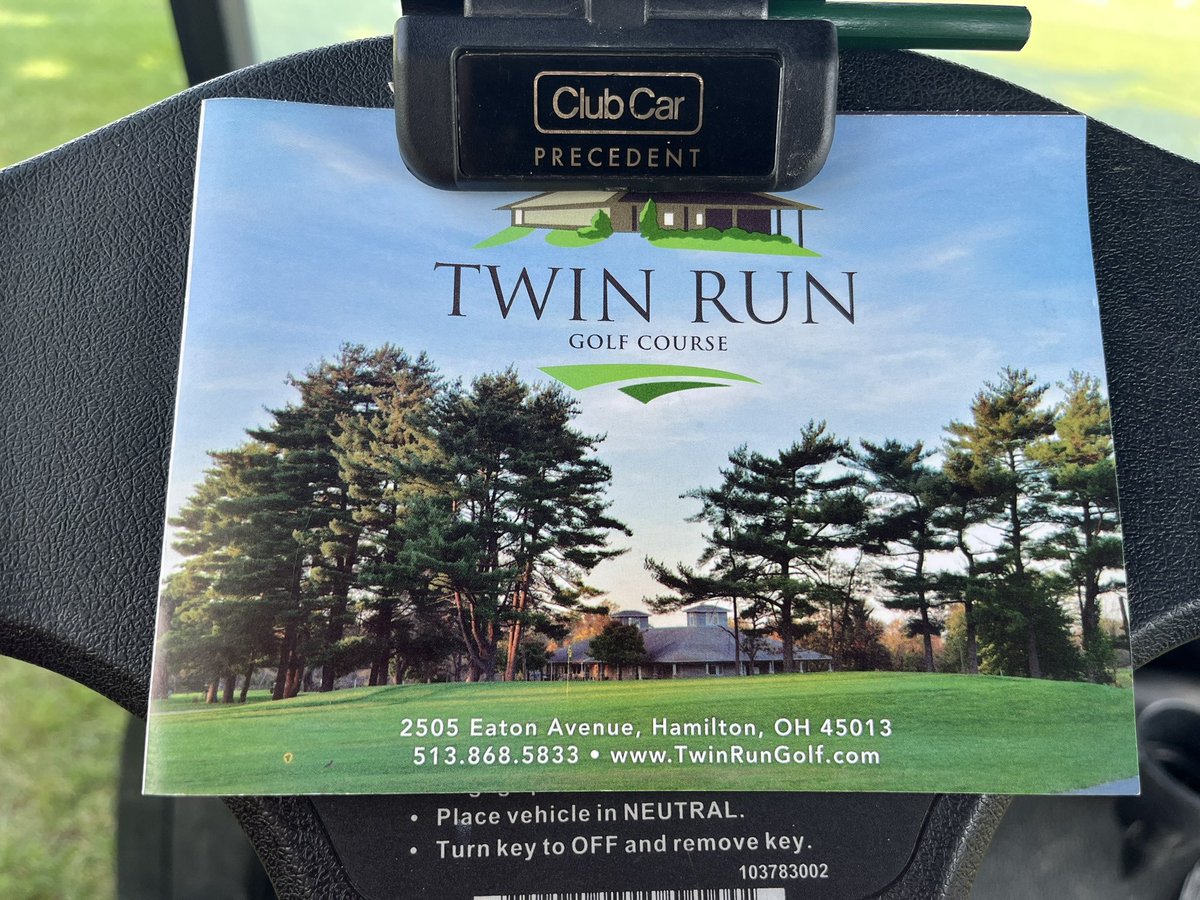 Club Car
PRECEDENT
TWIN RUN
GOLF COURSE
2505 Eaton Avenue, Hamilton, OH 45013
513.868.5833 • www.TwinRunGolf.com
• Place vehicle in NEUTRAL.
• Turn key to OFF and remove key.
103783002